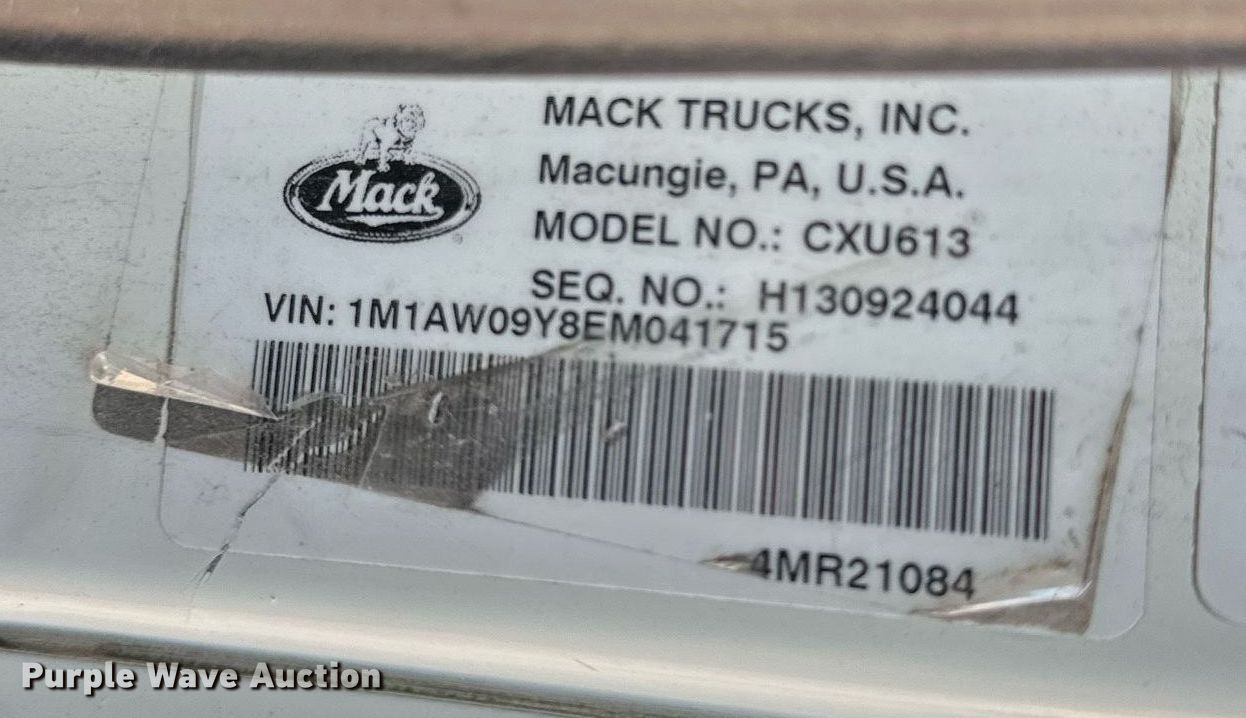 Mack
MACK TRUCKS, INC.
Macungie, PA, U.S.A.
MODEL NO.: CXU613
SEQ. NO.: H130924044
VIN: 1M1AW09Y8EM041715
4MR21084
Purple Wave Auction